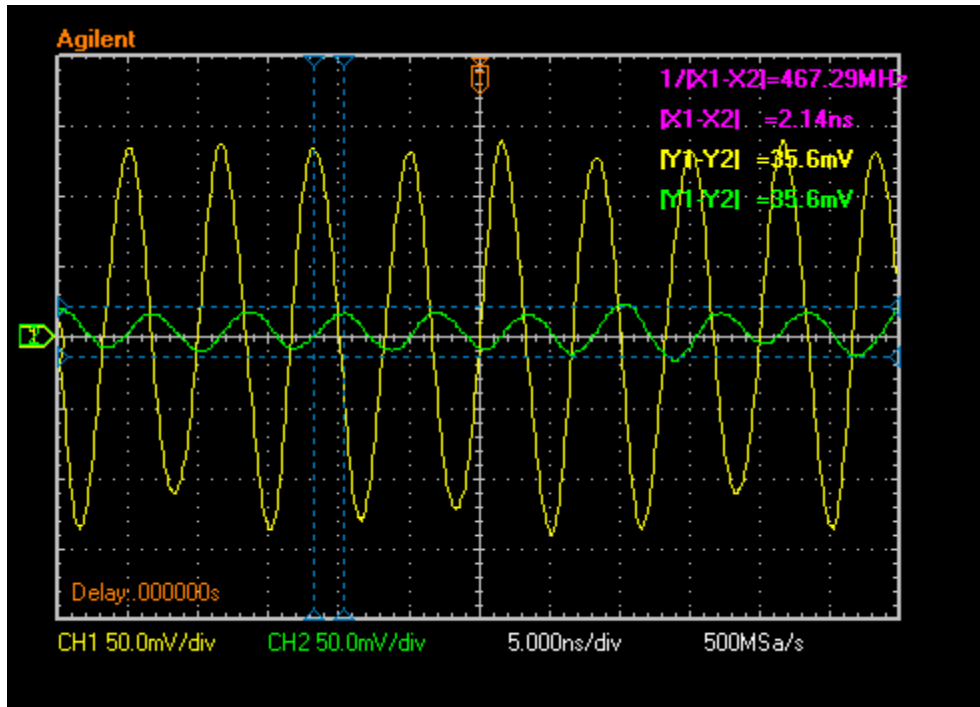 Agilent
1/|X1-X2|=467.29MHz
|X1-X2| =2.14ns
|Y1-Y2| =35.6mV
|Y1-Y2| =35.6mV
Delay:.000000s
CH1 50.0mV/div CH2 50.0mV/div 5.000ns/div 500MSa/s